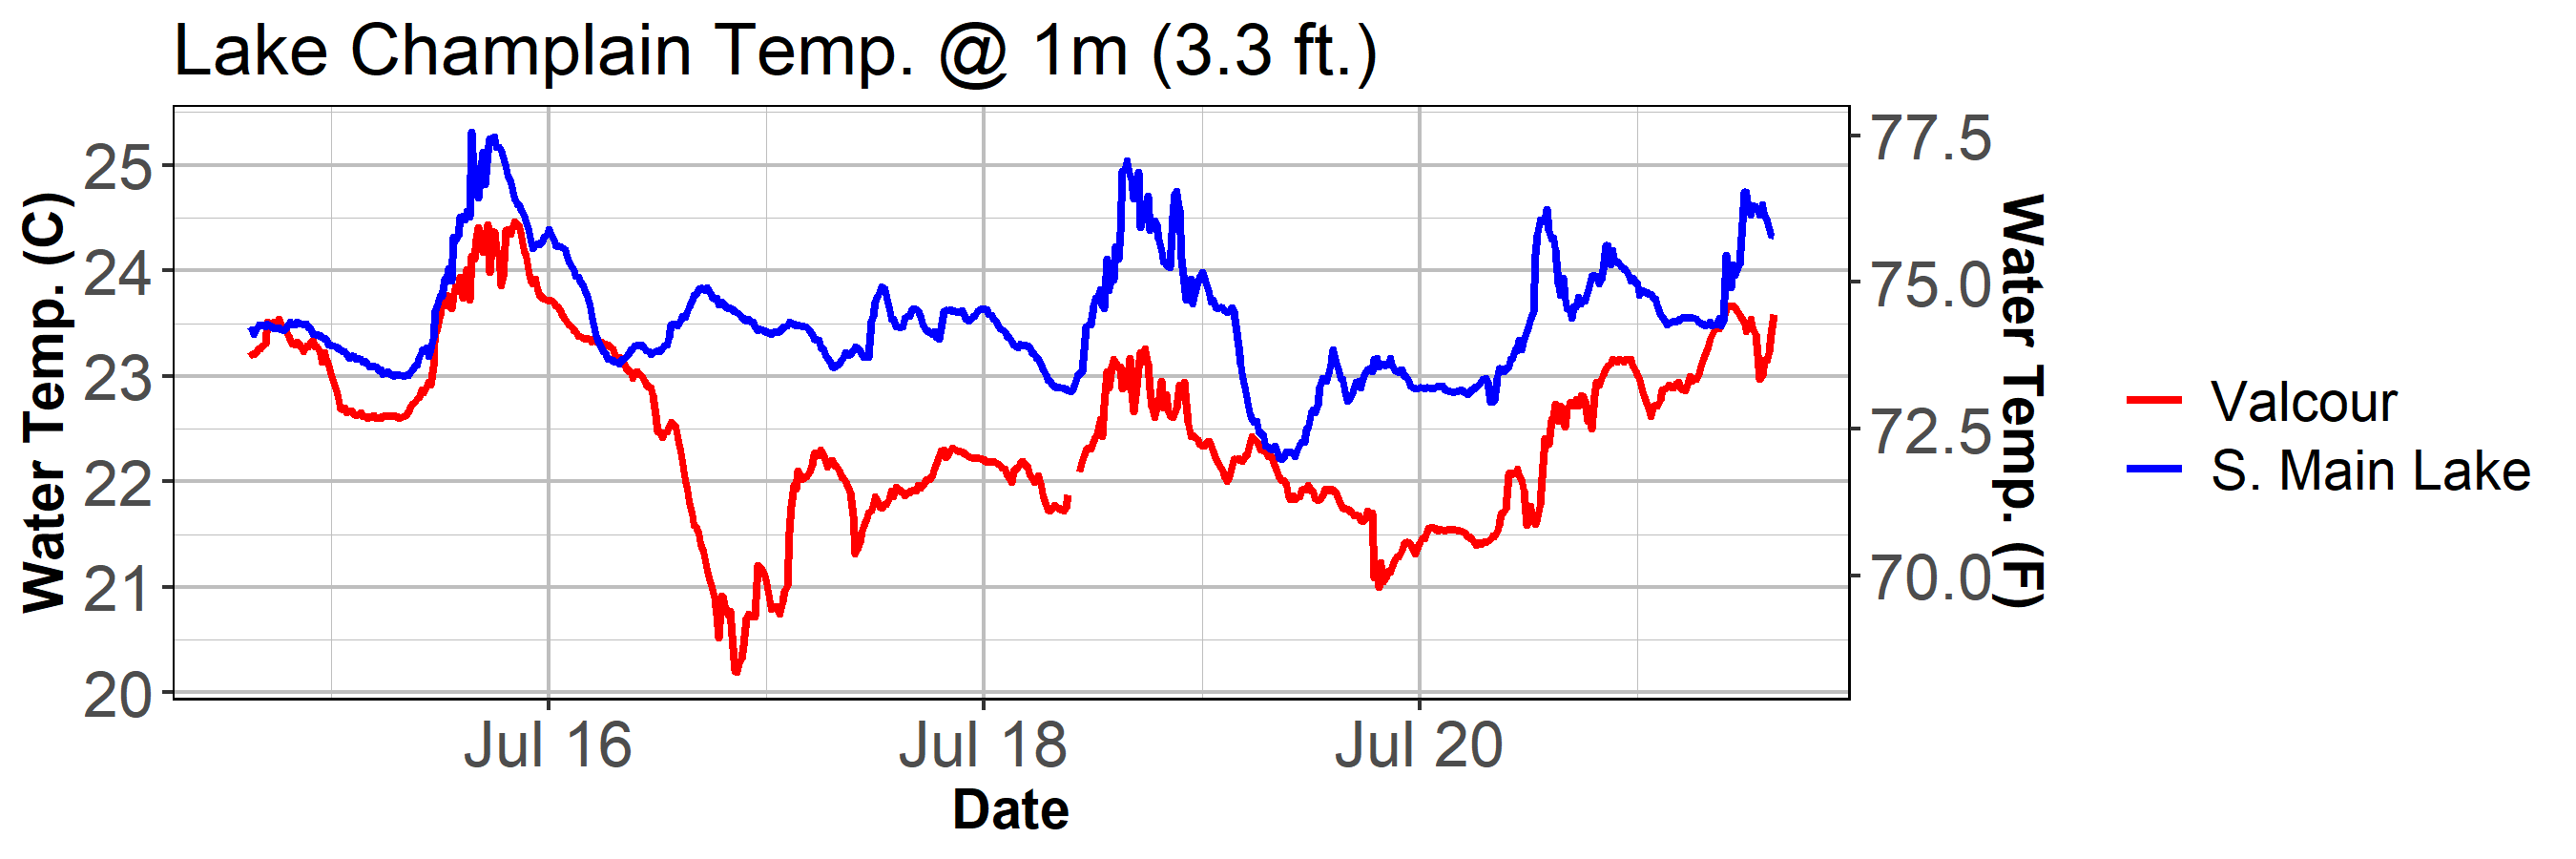 Lake Champlain Temp. @ 1m (3.3 ft.)
Water Temp. (C)
25
24
23
22
21
20
77.5
75.0
72.5
70.0
Water Temp. (F)
Jul 16
Jul 18
Jul 20
Date
Valcour
S. Main Lake